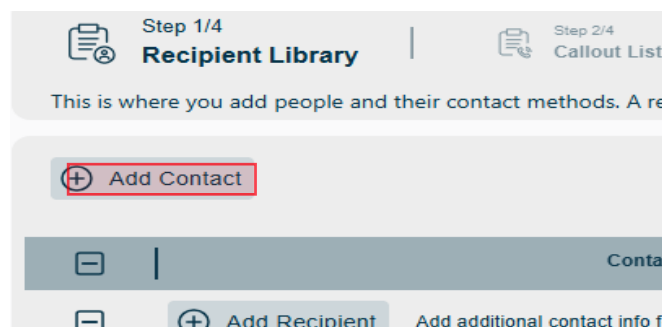 Step 1/4
Recipient Library
Step 2/4
Callout List
This is where you add people and their contact methods. A re
Add Contact
Conta
Add Recipient Add additional contact info f